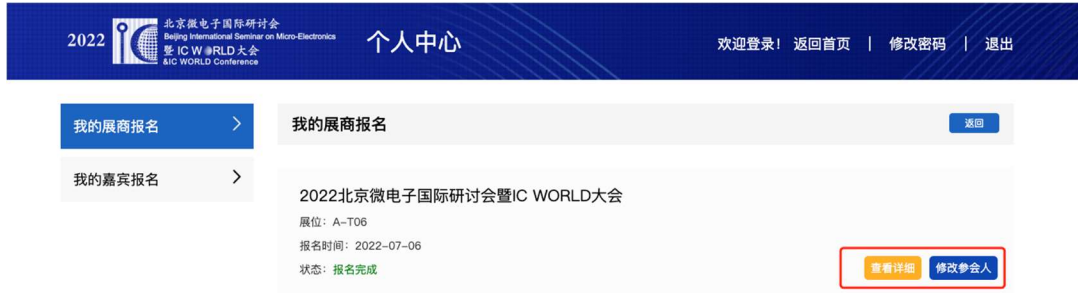 2022
北京微电子国际研讨会
Beijing International Seminar on Micro-Electronics
暨 IC WORLD大会
&IC WORLD Conference
个人中心
欢迎登录! 返回首页 | 修改密码 | 退出
我的展商报名
我的嘉宾报名
我的展商报名
返回
2022北京微电子国际研讨会暨IC WORLD大会
展位: A-T06
报名时间: 2022-07-06
状态: 报名完成
查看详细 修改参会人